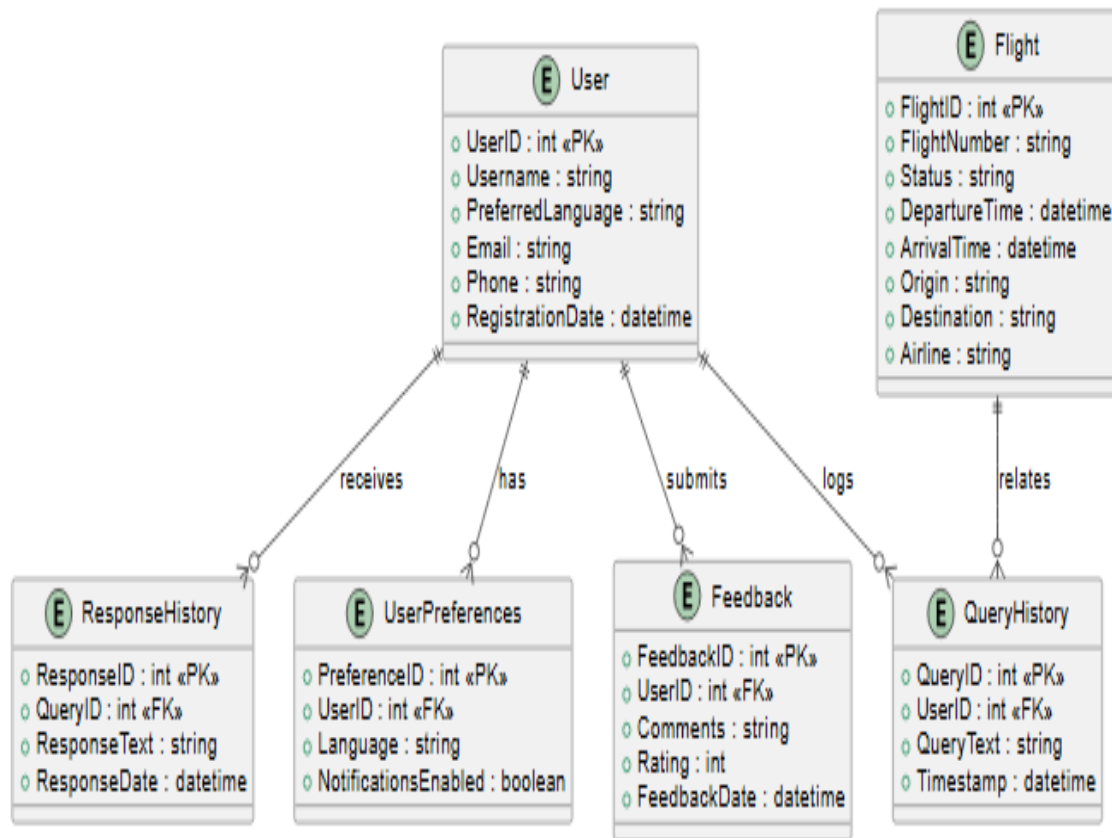 E User
UserID : int «PK»
Username : string
PreferredLanguage : string
Email : string
Phone : string
RegistrationDate : datetime
E Flight
FlightID : int «PK»
FlightNumber : string
Status : string
DepartureTime : datetime
ArrivalTime : datetime
Origin : string
Destination : string
Airline : string
receives
has
submits
logs
relates
E ResponseHistory
ResponseID : int «PK»
QueryID : int «FK»
ResponseText : string
ResponseDate : datetime
E UserPreferences
PreferenceID : int «PK»
UserID : int «FK»
Language : string
NotificationsEnabled : boolean
E Feedback
FeedbackID : int «PK»
UserID : int «FK»
Comments : string
Rating : int
FeedbackDate : datetime
E QueryHistory
QueryID : int «PK»
UserID : int «FK»
QueryText : string
Timestamp : datetime